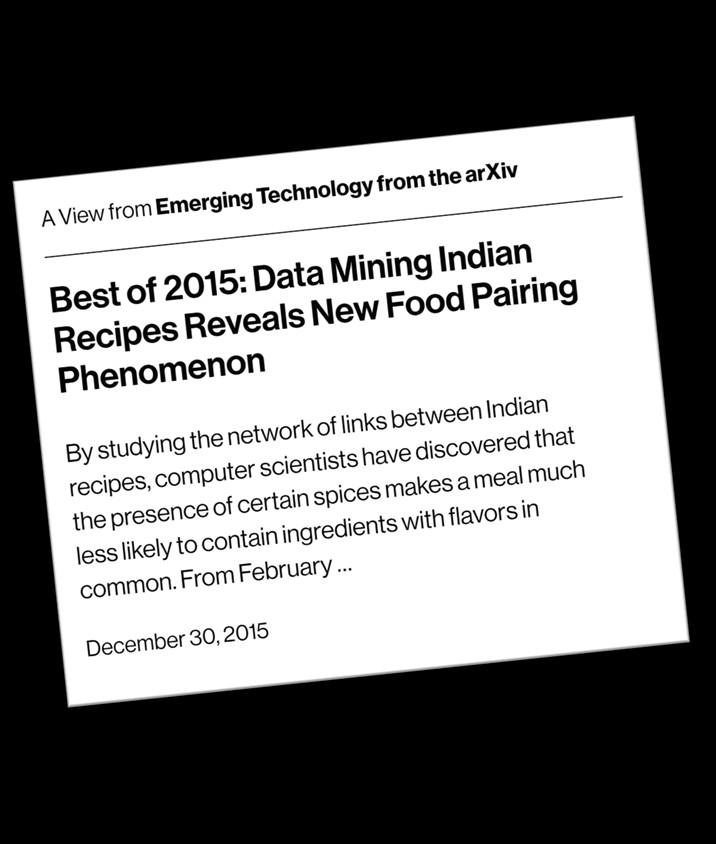 A View from Emerging Technology from the arXiv
Best of 2015: Data Mining Indian
Recipes Reveals New Food Pairing
Phenomenon
By studying the network of links between Indian
recipes, computer scientists have discovered that
the presence of certain spices makes a meal much
less likely to contain ingredients with flavors in
common. From February ...
December 30, 2015